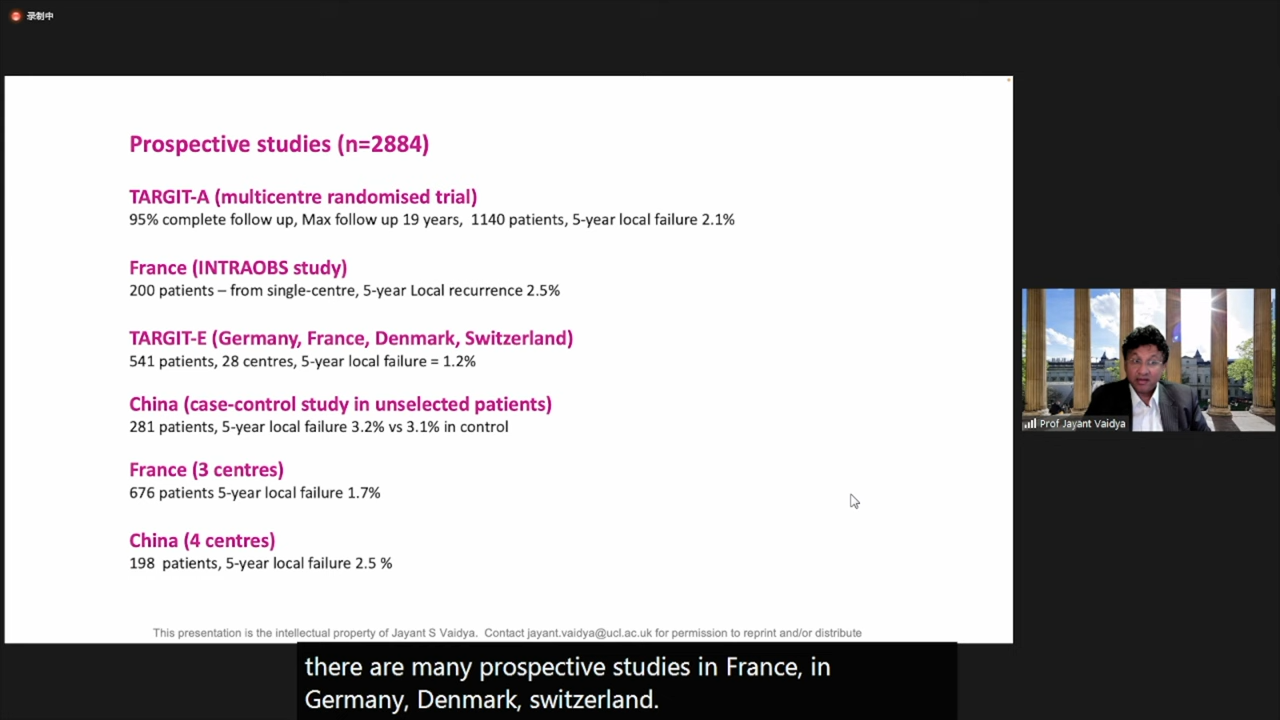 录制中
Prospective studies (n=2884)
TARGIT-A (multicentre randomised trial)
95% complete follow up, Max follow up 19 years, 1140 patients, 5-year local failure 2.1%
France (INTRAOBS study)
200 patients – from single-centre, 5-year Local recurrence 2.5%
TARGIT-E (Germany, France, Denmark, Switzerland)
541 patients, 28 centres, 5-year local failure = 1.2%
China (case-control study in unselected patients)
281 patients, 5-year local failure 3.2% vs 3.1% in control
France (3 centres)
676 patients 5-year local failure 1.7%
China (4 centres)
198 patients, 5-year local failure 2.5 %
This presentation is the intellectual property of Jayant S Vaidya. Contact jayant.vaidya@ucl.ac.uk for permission to reprint and/or distribute
Prof Jayant Vaidya
there are many prospective studies in France, in
Germany, Denmark, switzerland.